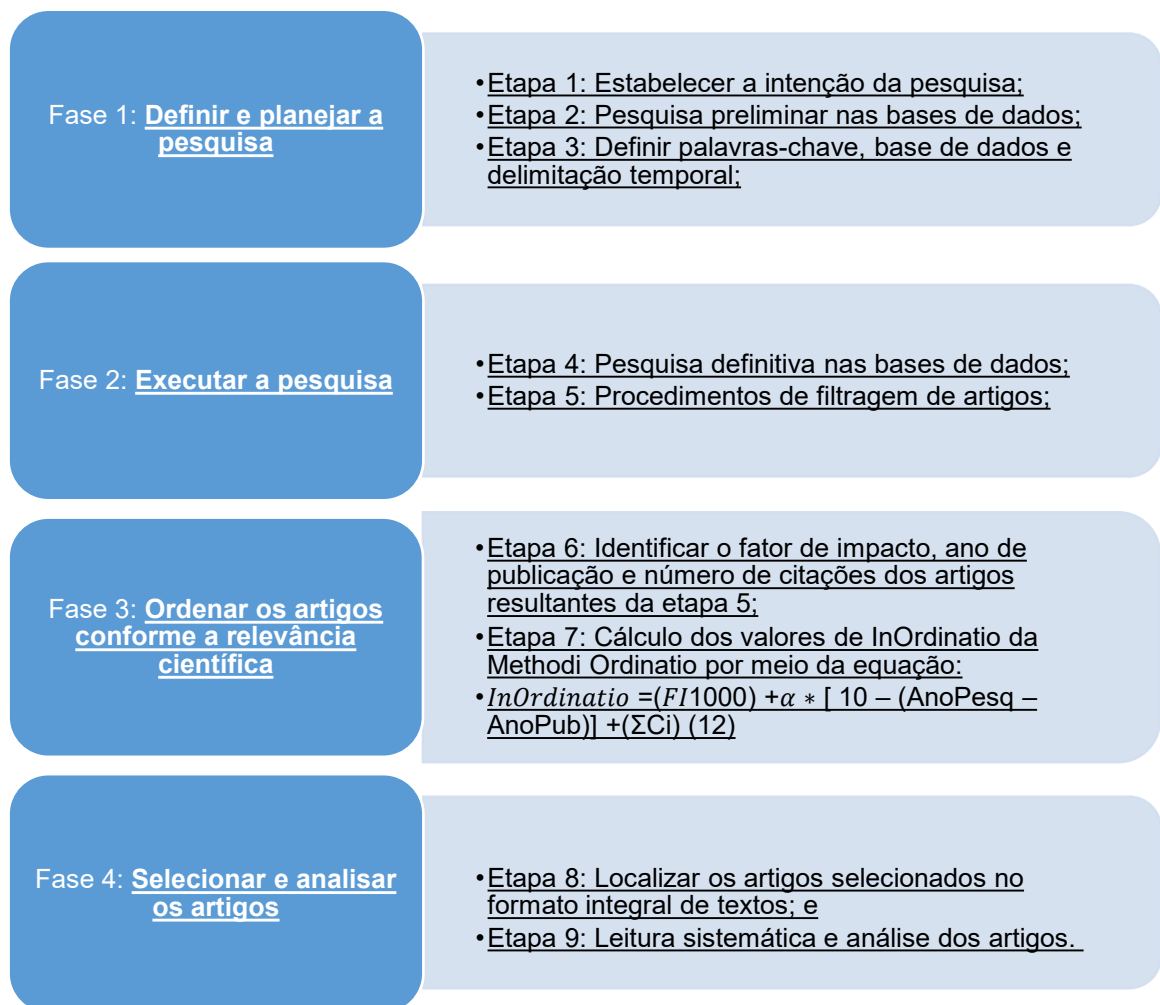 Fase 1: Definir e planejar a
pesquisa
•Etapa 1: Estabelecer a intenção da pesquisa;
•Etapa 2: Pesquisa preliminar nas bases de dados;
•Etapa 3: Definir palavras-chave, base de dados e
delimitação temporal;
Fase 2: Executar a pesquisa
•Etapa 4: Pesquisa definitiva nas bases de dados;
•Etapa 5: Procedimentos de filtragem de artigos;
Fase 3: Ordenar os artigos
conforme a relevância
científica
•Etapa 6: Identificar o fator de impacto, ano de
publicação e número de citações dos artigos
resultantes da etapa 5;
•Etapa 7: Cálculo dos valores de InOrdinatio da
Methodi Ordinatio por meio da equação:
•𝐼𝑛𝑂𝑟𝑑𝑖𝑛𝑎𝑡𝑖𝑜 =(𝐹𝐼1000) +𝛼 ∗ [ 10 – (AnoPesq –
AnoPub)] +(ΣCi) (12)
Fase 4: Selecionar e analisar
os artigos
•Etapa 8: Localizar os artigos selecionados no
formato integral de textos; e
•Etapa 9: Leitura sistemática e análise dos artigos.